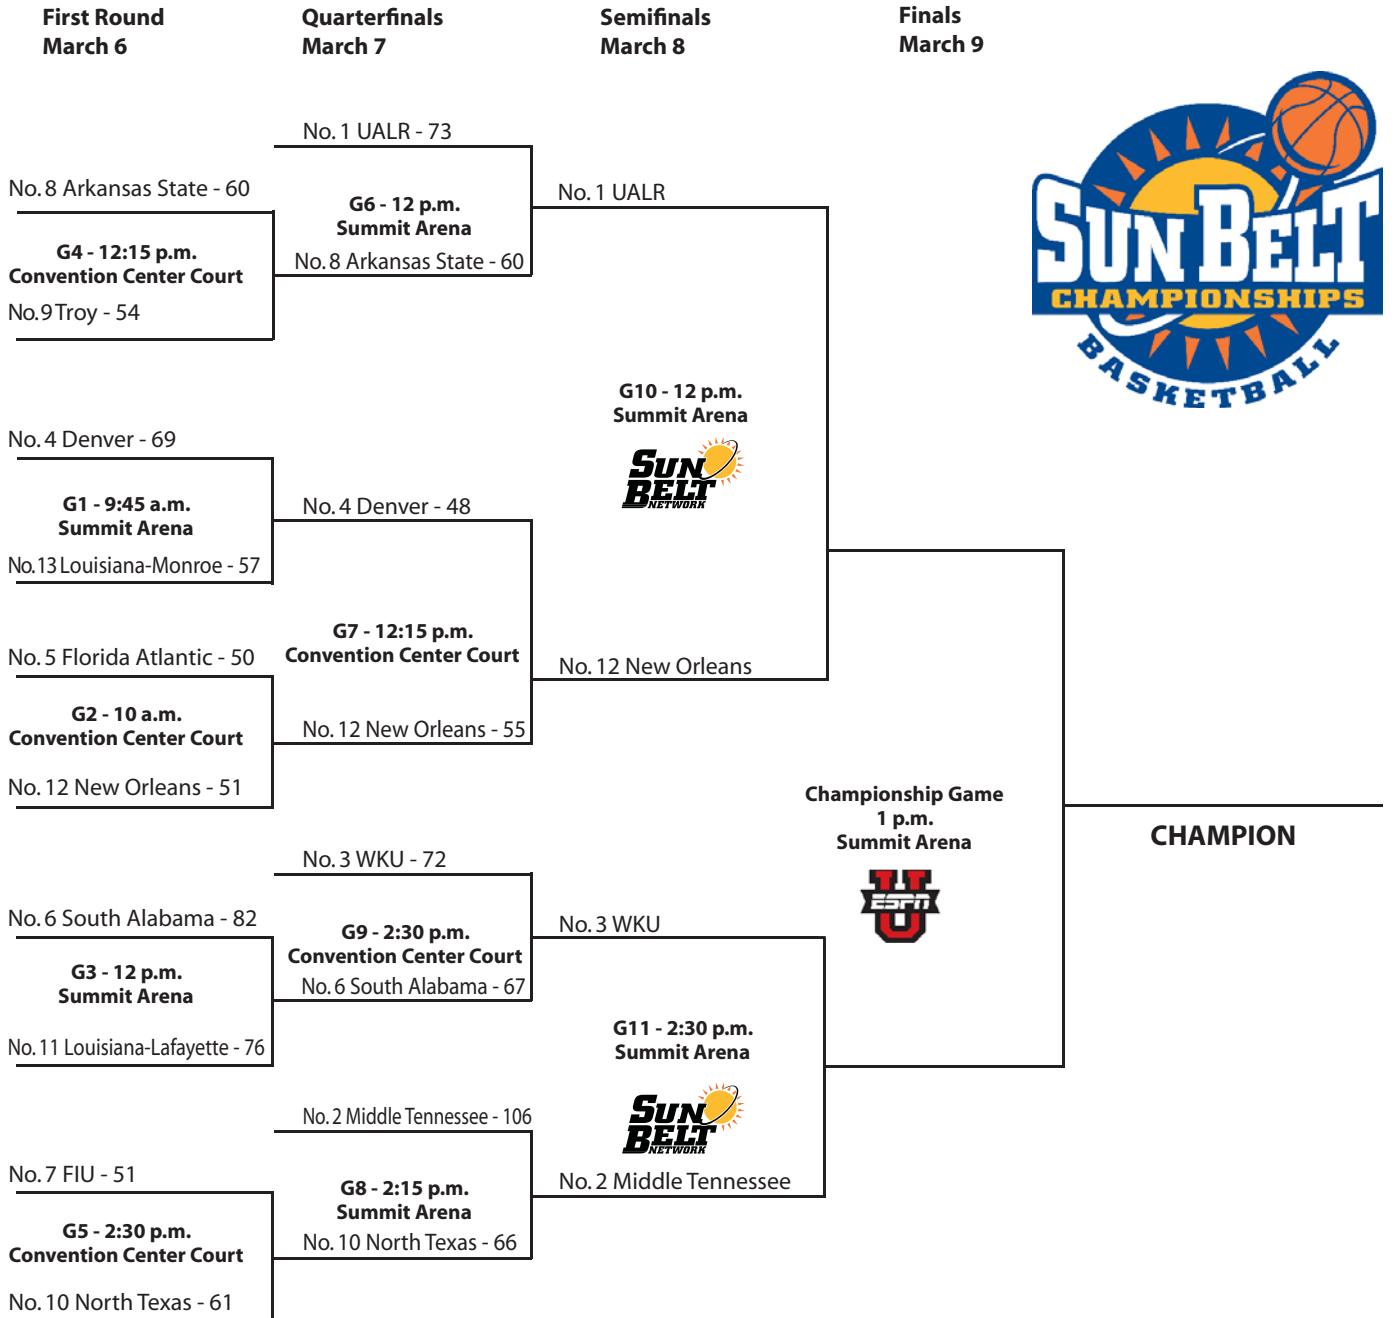 First Round
March 6
Quarterfinals
March 7
Semifinals
March 8
Finals
March 9
No. 8 Arkansas State - 60
G4 - 12:15 p.m.
Convention Center Court
No. 9 Troy - 54
No. 4 Denver - 69
G1 - 9:45 a.m.
Summit Arena
No. 13 Louisiana-Monroe - 57
No. 5 Florida Atlantic - 50
G2 - 10 a.m.
Convention Center Court
No. 12 New Orleans - 51
No. 6 South Alabama - 82
G3 - 12 p.m.
Summit Arena
No. 11 Louisiana-Lafayette - 76
No. 7 FIU - 51
G5 - 2:30 p.m.
Convention Center Court
No. 10 North Texas - 61
No. 1 UALR - 73
G6 - 12 p.m.
Summit Arena
No. 8 Arkansas State - 60
No. 4 Denver - 48
G7 - 12:15 p.m.
Convention Center Court
No. 12 New Orleans - 55
No. 3 WKU - 72
G9 - 2:30 p.m.
Convention Center Court
No. 6 South Alabama - 67
No. 2 Middle Tennessee - 106
G8 - 2:15 p.m.
Summit Arena
No. 10 North Texas - 66
No. 1 UALR
G10 - 12 p.m.
Summit Arena
SUN
BELT
NETWORK
No. 12 New Orleans
No. 3 WKU
G11 - 2:30 p.m.
Summit Arena
SUN
BELT
NETWORK
No. 2 Middle Tennessee
Championship Game
1 p.m.
Summit Arena
ESPN
U
SUN BELT
CHAMPIONSHIPS
BASKETBALL
CHAMPION